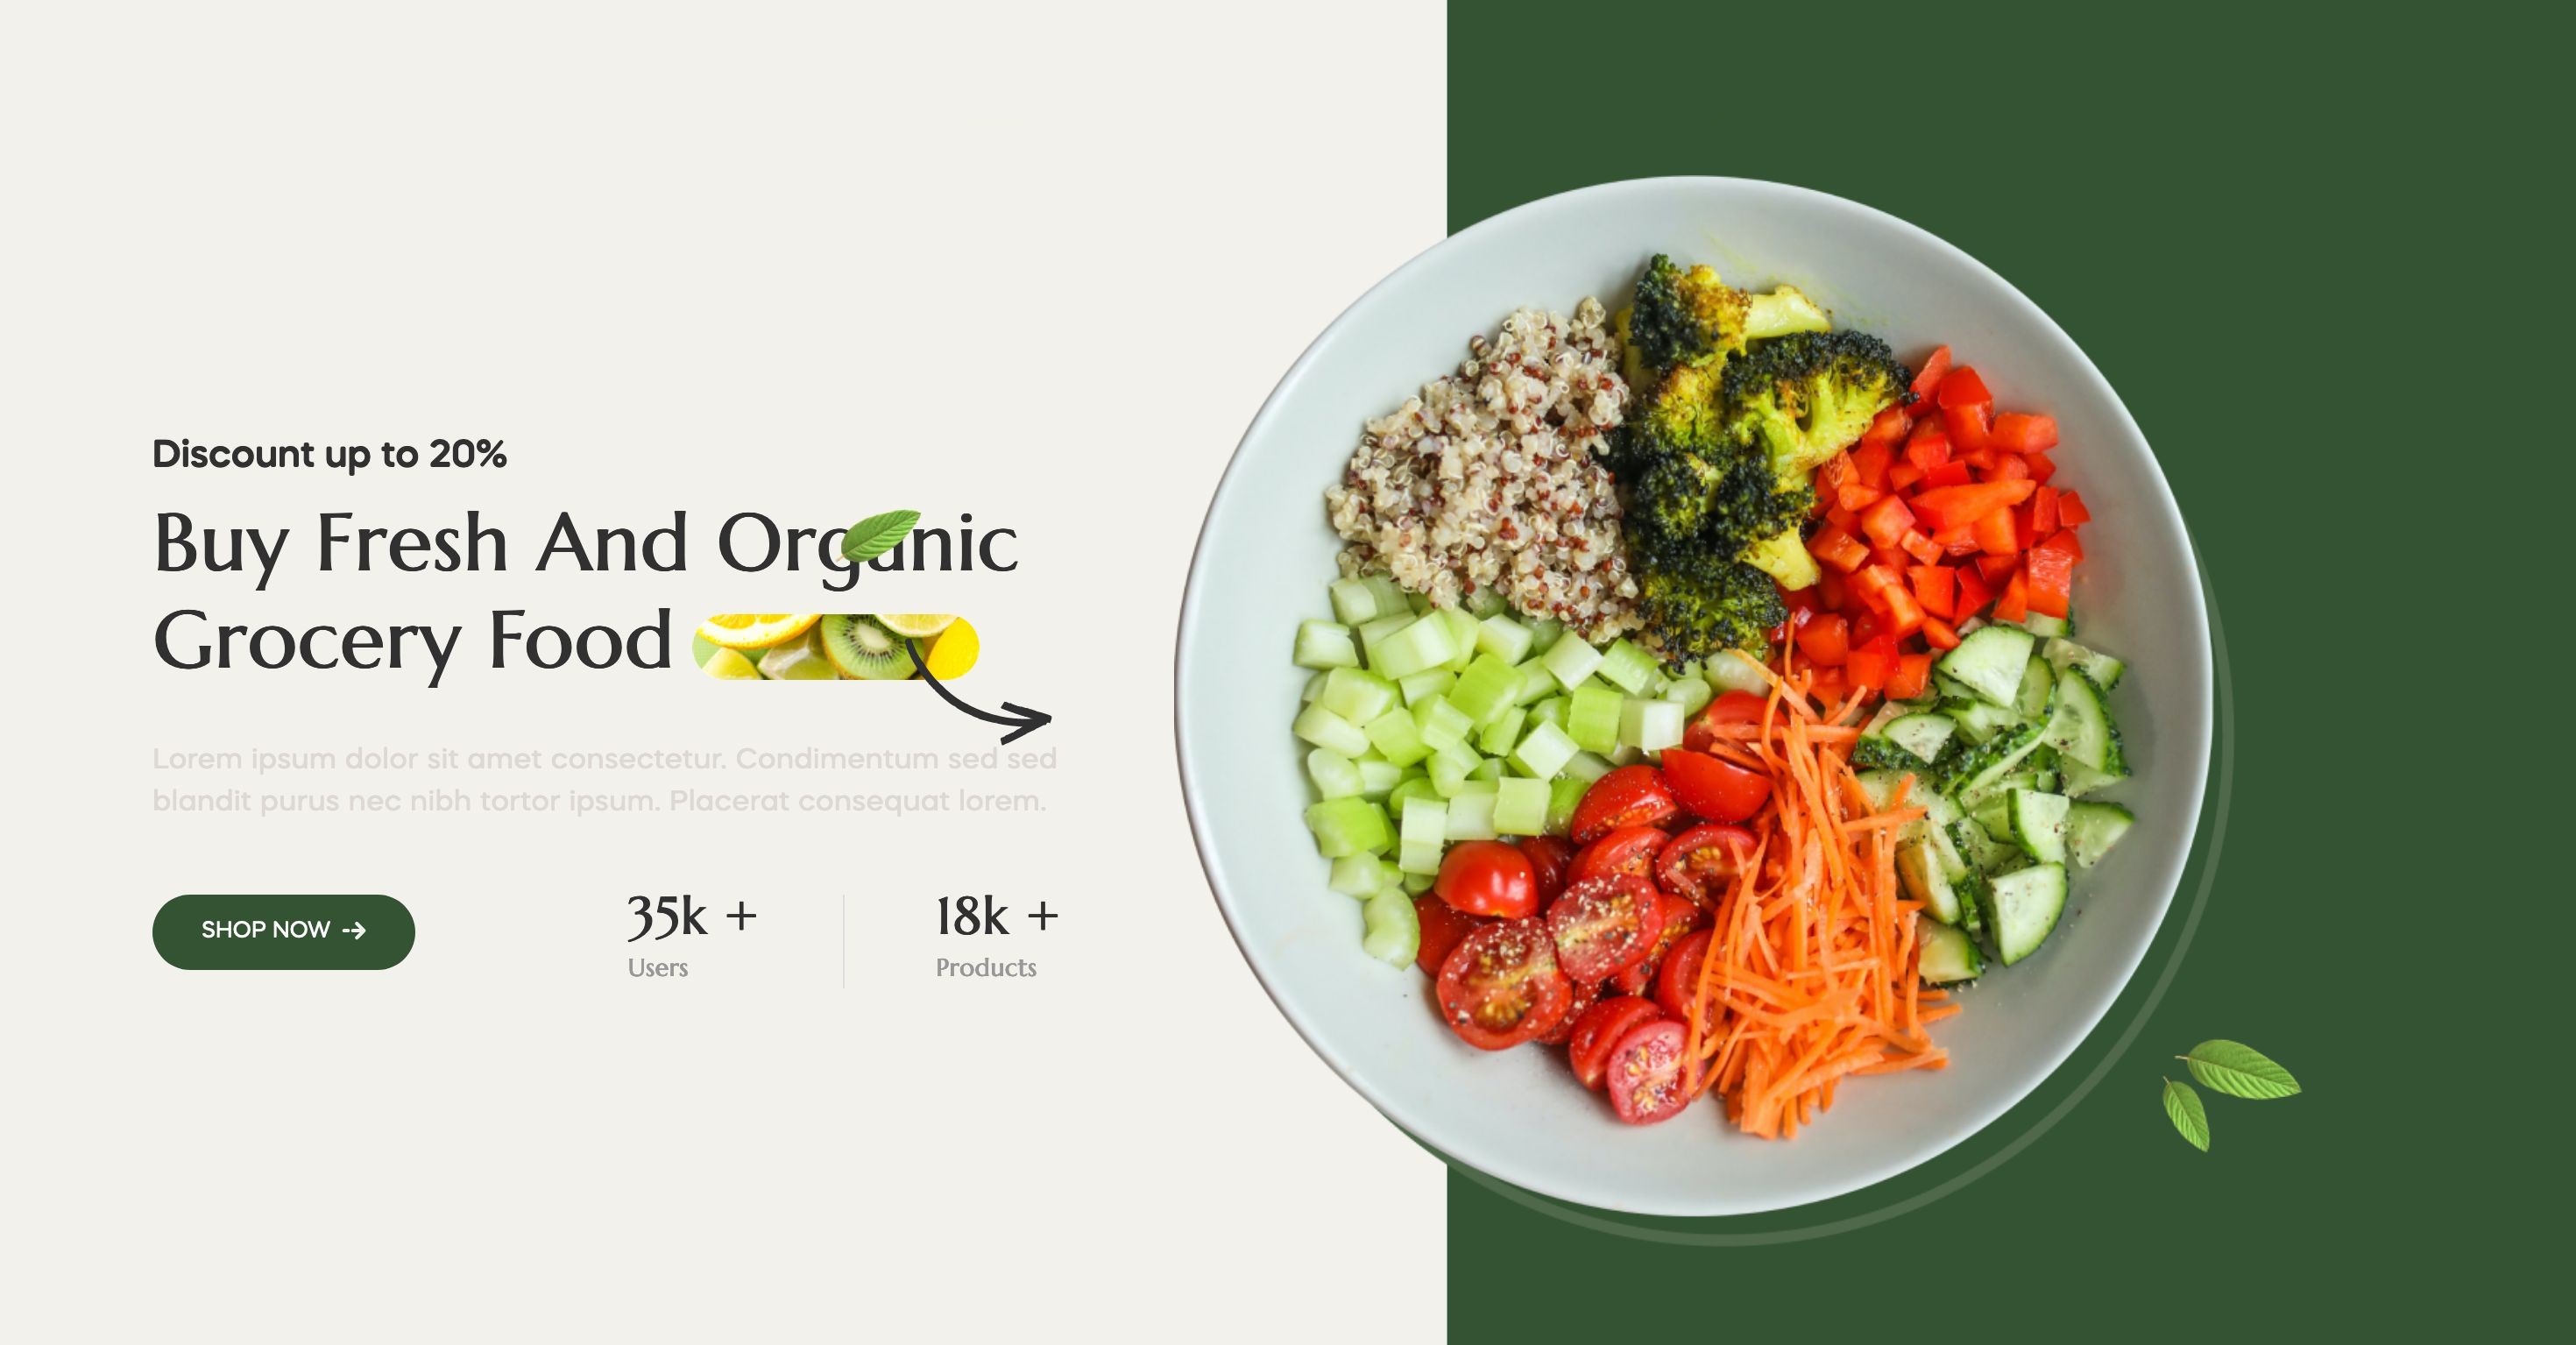 Discount up to 20%
Buy Fresh And Organic
Grocery Food
Lorem ipsum dolor sit amet consectetur. Condimentum sed sed
blandit purus nec nibh tortor ipsum. Placerat consequat lorem.
SHOP NOW
35k +
Users
18k +
Products